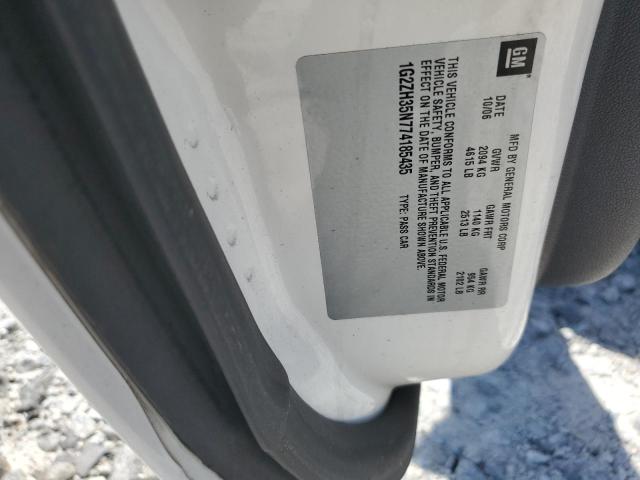 GM
MFD BY GENERAL MOTORS CORP
DATE GVWR GAWR FRT GAWR RR
10/06 2094 KG 1140 KG 954 KG
4615 LB 2513 LB 2102 LB
THIS VEHICLE CONFORMS TO ALL APPLICABLE U.S. FEDERAL MOTOR
VEHICLE SAFETY, BUMPER, AND THEFT PREVENTION STANDARDS IN
EFFECT ON THE DATE OF MANUFACTURE SHOWN ABOVE.
1G2ZH35N774185435 TYPE: PASS CAR